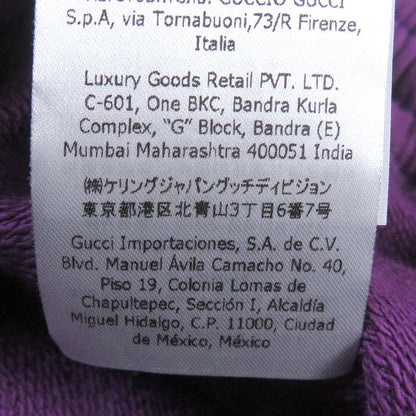 GUCCIO GUCCI
S.p.A, via Tornabuoni,73/R Firenze,
Italia
Luxury Goods Retail PVT. LTD.
C-601, One BKC, Bandra Kurla
Complex, “G” Block, Bandra (E)
Mumbai Maharashtra 400051 India
㈱ケリングジャパングッチディビジョン
東京都港区北青山3丁目6番7号
Gucci Importaciones, S.A. de C.V.
Blvd. Manuel Ávila Camacho No. 40,
Piso 19, Colonia Lomas de
Chapultepec, Sección I, Alcaldía
Miguel Hidalgo, C.P. 11000, Ciudad
de México, México